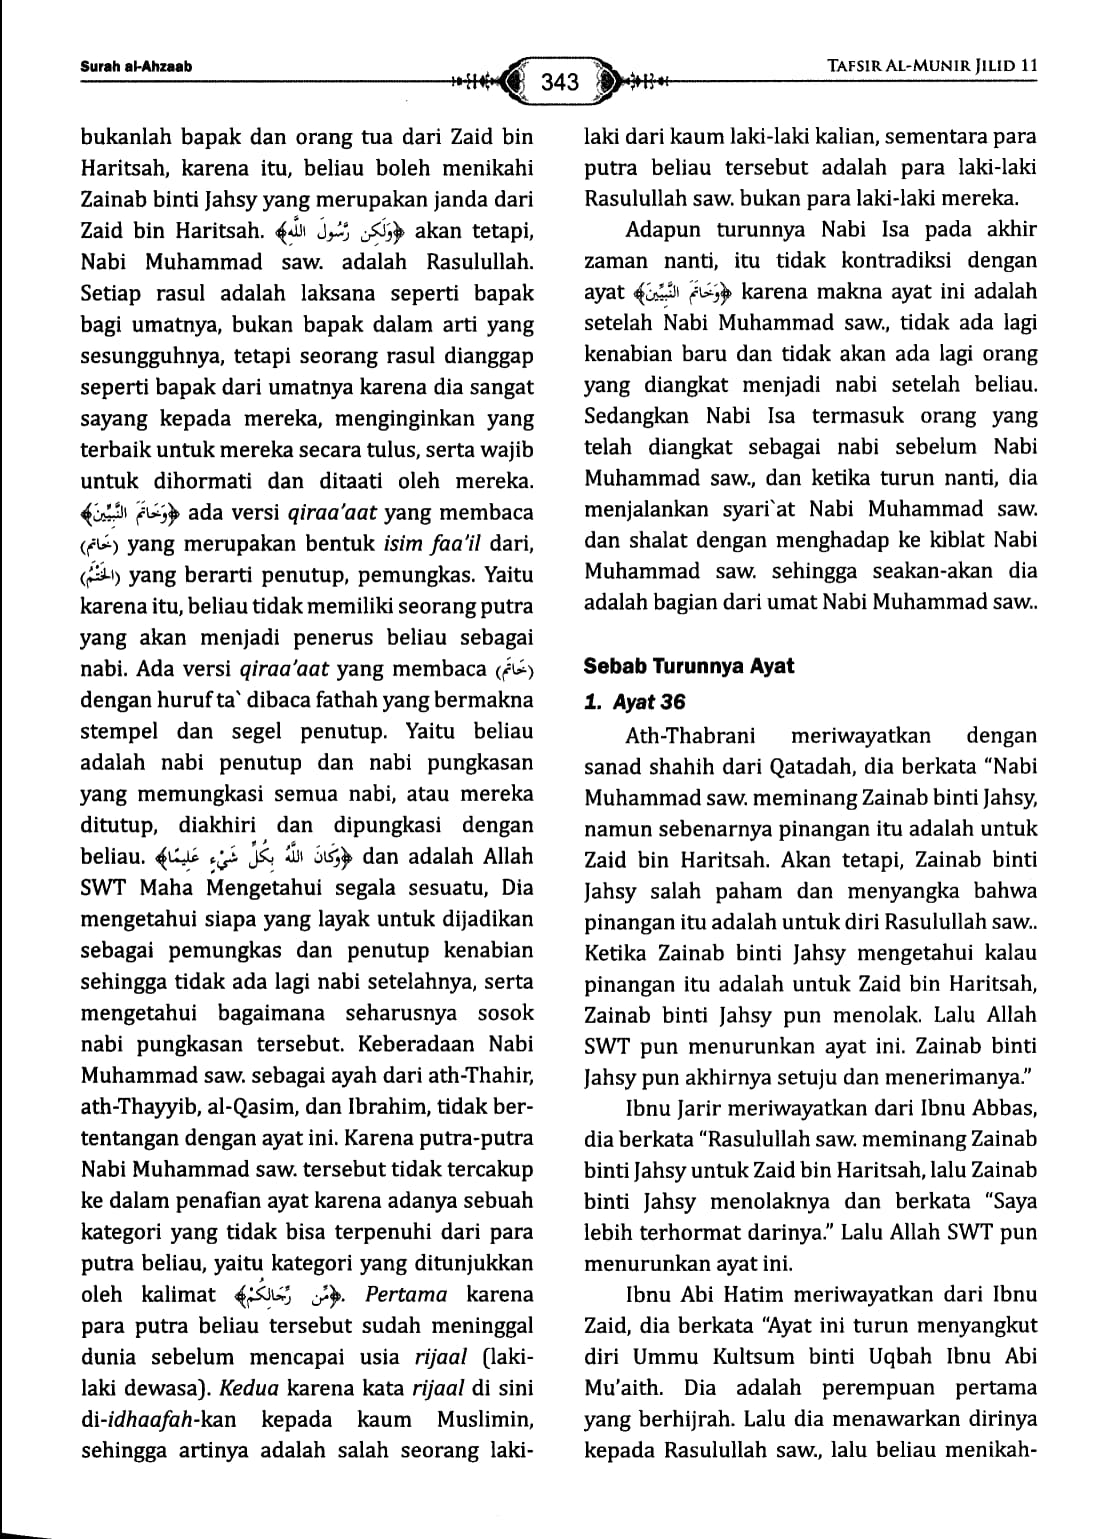 Surah al-Ahzaab
343
TAFSIR AL-MUNIR JILID 11
bukanlah bapak dan orang tua dari Zaid bin
Haritsah, karena itu, beliau boleh menikahi
Zainab binti Jahsy yang merupakan janda dari
Zaid bin Haritsah. ﴿وَلَٰكِن رَّسُولَ اللَّهِ﴾ akan tetapi,
Nabi Muhammad saw. adalah Rasulullah.
Setiap rasul adalah laksana seperti bapak
bagi umatnya, bukan bapak dalam arti yang
sesungguhnya, tetapi seorang rasul dianggap
seperti bapak dari umatnya karena dia sangat
sayang kepada mereka, menginginkan yang
terbaik untuk mereka secara tulus, serta wajib
untuk dihormati dan ditaati oleh mereka.
﴿وَخَاتَمَ النَّبِيِّينَ﴾ ada versi qiraa’aat yang membaca
(خَاتِم) yang merupakan bentuk isim faa’il dari,
(الخَتْمُ) yang berarti penutup, pemungkas. Yaitu
karena itu, beliau tidak memiliki seorang putra
yang akan menjadi penerus beliau sebagai
nabi. Ada versi qiraa’aat yang membaca (خَاتَم)
dengan huruf ta` dibaca fathah yang bermakna
stempel dan segel penutup. Yaitu beliau
adalah nabi penutup dan nabi pungkasan
yang memungkasi semua nabi, atau mereka
ditutup, diakhiri dan dipungkasi dengan
beliau. ﴿وَكَانَ اللَّهُ بِكُلِّ شَيْءٍ عَلِيمًا﴾ dan adalah Allah
SWT Maha Mengetahui segala sesuatu, Dia
mengetahui siapa yang layak untuk dijadikan
sebagai pemungkas dan penutup kenabian
sehingga tidak ada lagi nabi setelahnya, serta
mengetahui bagaimana seharusnya sosok
nabi pungkasan tersebut. Keberadaan Nabi
Muhammad saw. sebagai ayah dari ath-Thahir,
ath-Thayyib, al-Qasim, dan Ibrahim, tidak ber-
tentangan dengan ayat ini. Karena putra-putra
Nabi Muhammad saw. tersebut tidak tercakup
ke dalam penafian ayat karena adanya sebuah
kategori yang tidak bisa terpenuhi dari para
putra beliau, yaitu kategori yang ditunjukkan
oleh kalimat ﴿مِّن رِّجَالِكُمْ﴾. Pertama karena
para putra beliau tersebut sudah meninggal
dunia sebelum mencapai usia rijaal (laki-
laki dewasa). Kedua karena kata rijaal di sini
di-idhaafah-kan kepada kaum Muslimin,
sehingga artinya adalah salah seorang laki-
laki dari kaum laki-laki kalian, sementara para
putra beliau tersebut adalah para laki-laki
Rasulullah saw. bukan para laki-laki mereka.
Adapun turunnya Nabi Isa pada akhir
zaman nanti, itu tidak kontradiksi dengan
ayat ﴿وَخَاتَمَ النَّبِيِّينَ﴾ karena makna ayat ini adalah
setelah Nabi Muhammad saw., tidak ada lagi
kenabian baru dan tidak akan ada lagi orang
yang diangkat menjadi nabi setelah beliau.
Sedangkan Nabi Isa termasuk orang yang
telah diangkat sebagai nabi sebelum Nabi
Muhammad saw., dan ketika turun nanti, dia
menjalankan syari`at Nabi Muhammad saw.
dan shalat dengan menghadap ke kiblat Nabi
Muhammad saw. sehingga seakan-akan dia
adalah bagian dari umat Nabi Muhammad saw..
Sebab Turunnya Ayat
1. Ayat 36
Ath-Thabrani meriwayatkan dengan
sanad shahih dari Qatadah, dia berkata “Nabi
Muhammad saw. meminang Zainab binti Jahsy,
namun sebenarnya pinangan itu adalah untuk
Zaid bin Haritsah. Akan tetapi, Zainab binti
Jahsy salah paham dan menyangka bahwa
pinangan itu adalah untuk diri Rasulullah saw..
Ketika Zainab binti Jahsy mengetahui kalau
pinangan itu adalah untuk Zaid bin Haritsah,
Zainab binti Jahsy pun menolak. Lalu Allah
SWT pun menurunkan ayat ini. Zainab binti
Jahsy pun akhirnya setuju dan menerimanya.”
Ibnu Jarir meriwayatkan dari Ibnu Abbas,
dia berkata “Rasulullah saw. meminang Zainab
binti Jahsy untuk Zaid bin Haritsah, lalu Zainab
binti Jahsy menolaknya dan berkata “Saya
lebih terhormat darinya.” Lalu Allah SWT pun
menurunkan ayat ini.
Ibnu Abi Hatim meriwayatkan dari Ibnu
Zaid, dia berkata “Ayat ini turun menyangkut
diri Ummu Kultsum binti Uqbah Ibnu Abi
Mu’aith. Dia adalah perempuan pertama
yang berhijrah. Lalu dia menawarkan dirinya
kepada Rasulullah saw., lalu beliau menikah-